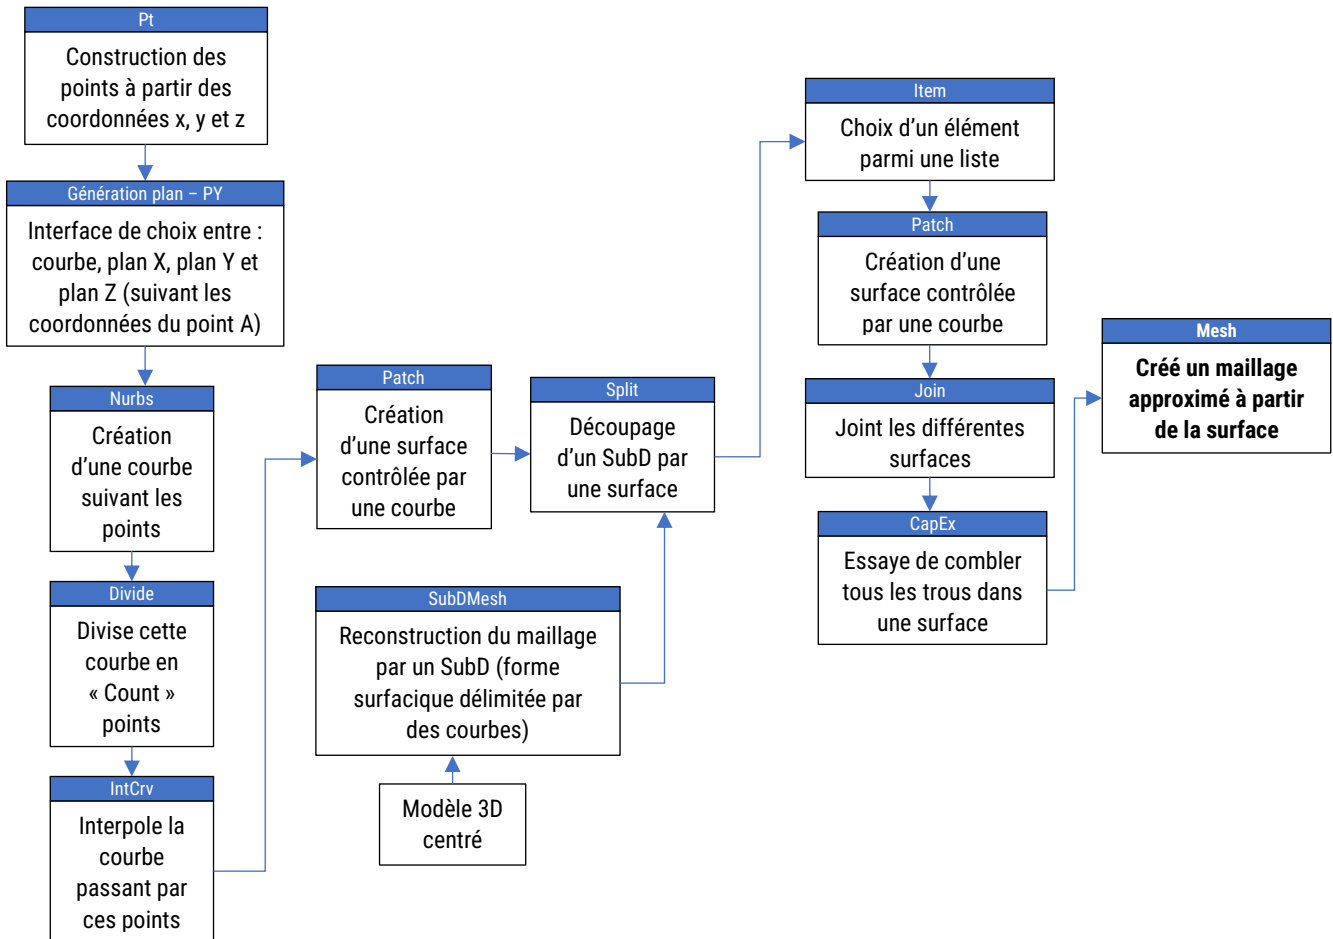 Pt
Construction des
points à partir des
coordonnées x, y et z
Génération plan – PY
Interface de choix entre :
courbe, plan X, plan Y et
plan Z (suivant les
coordonnées du point A)
Nurbs
Création
d’une courbe
suivant les
points
Divide
Divise cette
courbe en
« Count »
points
IntCrv
Interpole la
courbe
passant par
ces points
Patch
Création
d’une surface
contrôlée par
une courbe
Split
Découpage
d’un SubD par
une surface
SubDMesh
Reconstruction du maillage
par un SubD (forme
surfacique délimitée par
des courbes)
Modèle 3D
centré
Item
Choix d’un élément
parmi une liste
Patch
Création d’une
surface contrôlée
par une courbe
Join
Joint les différentes
surfaces
CapEx
Essaye de combler
tous les trous dans
une surface
Mesh
Créé un maillage
approximé à partir
de la surface